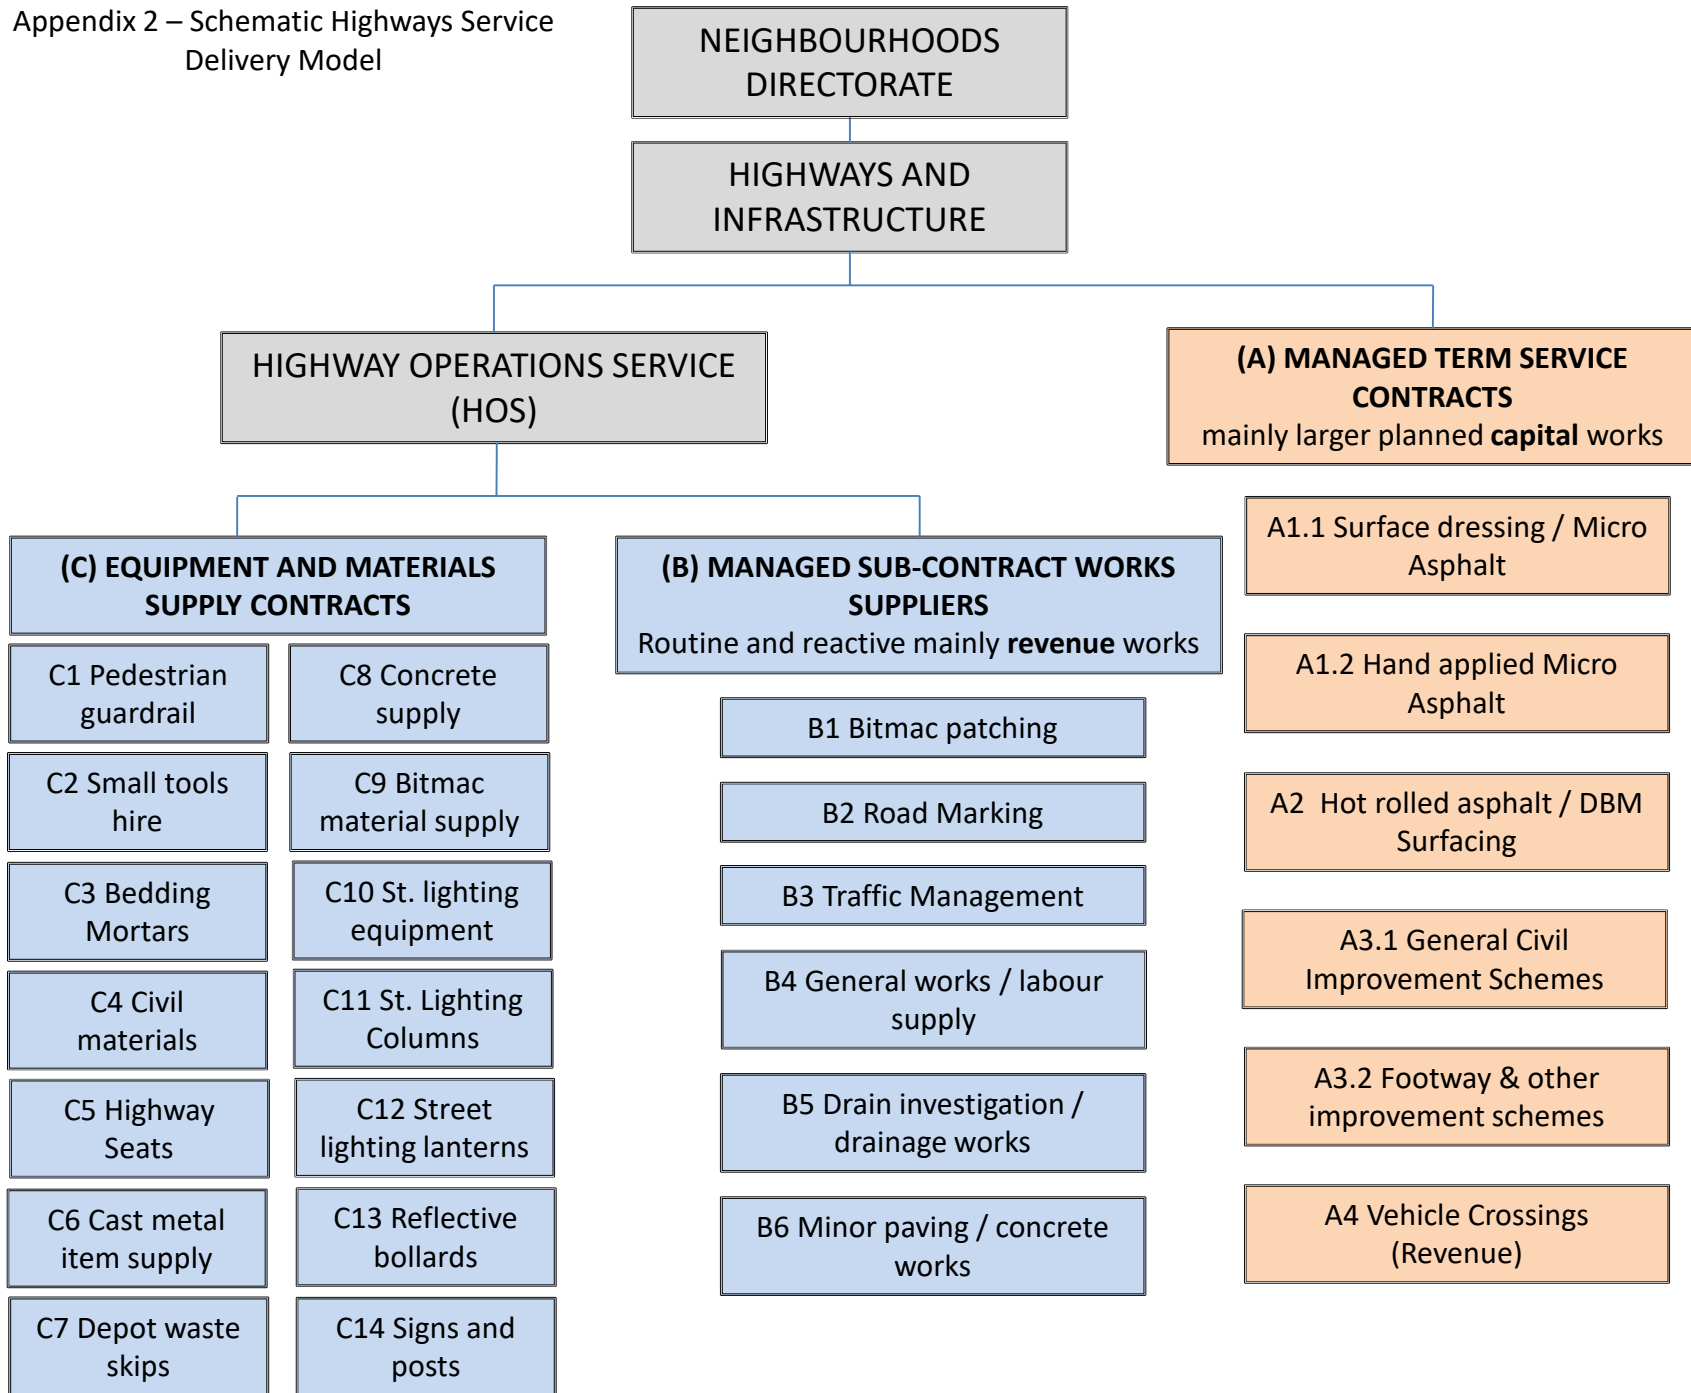 Appendix 2 – Schematic Highways Service
Delivery Model
NEIGHBOURHOODS
DIRECTORATE
HIGHWAYS AND
INFRASTRUCTURE
HIGHWAY OPERATIONS SERVICE
(HOS)
(A) MANAGED TERM SERVICE
CONTRACTS
mainly larger planned capital works
(C) EQUIPMENT AND MATERIALS
SUPPLY CONTRACTS
C1 Pedestrian
guardrail
C2 Small tools
hire
C3 Bedding
Mortars
C4 Civil
materials
C5 Highway
Seats
C6 Cast metal
item supply
C7 Depot waste
skips
C8 Concrete
supply
C9 Bitmac
material supply
C10 St. lighting
equipment
C11 St. Lighting
Columns
C12 Street
lighting lanterns
C13 Reflective
bollards
C14 Signs and
posts
(B) MANAGED SUB-CONTRACT WORKS
SUPPLIERS
Routine and reactive mainly revenue works
B1 Bitmac patching
B2 Road Marking
B3 Traffic Management
B4 General works / labour
supply
B5 Drain investigation /
drainage works
B6 Minor paving / concrete
works
A1.1 Surface dressing / Micro
Asphalt
A1.2 Hand applied Micro
Asphalt
A2  Hot rolled asphalt / DBM
Surfacing
A3.1 General Civil
Improvement Schemes
A3.2 Footway & other
improvement schemes
A4 Vehicle Crossings
(Revenue)